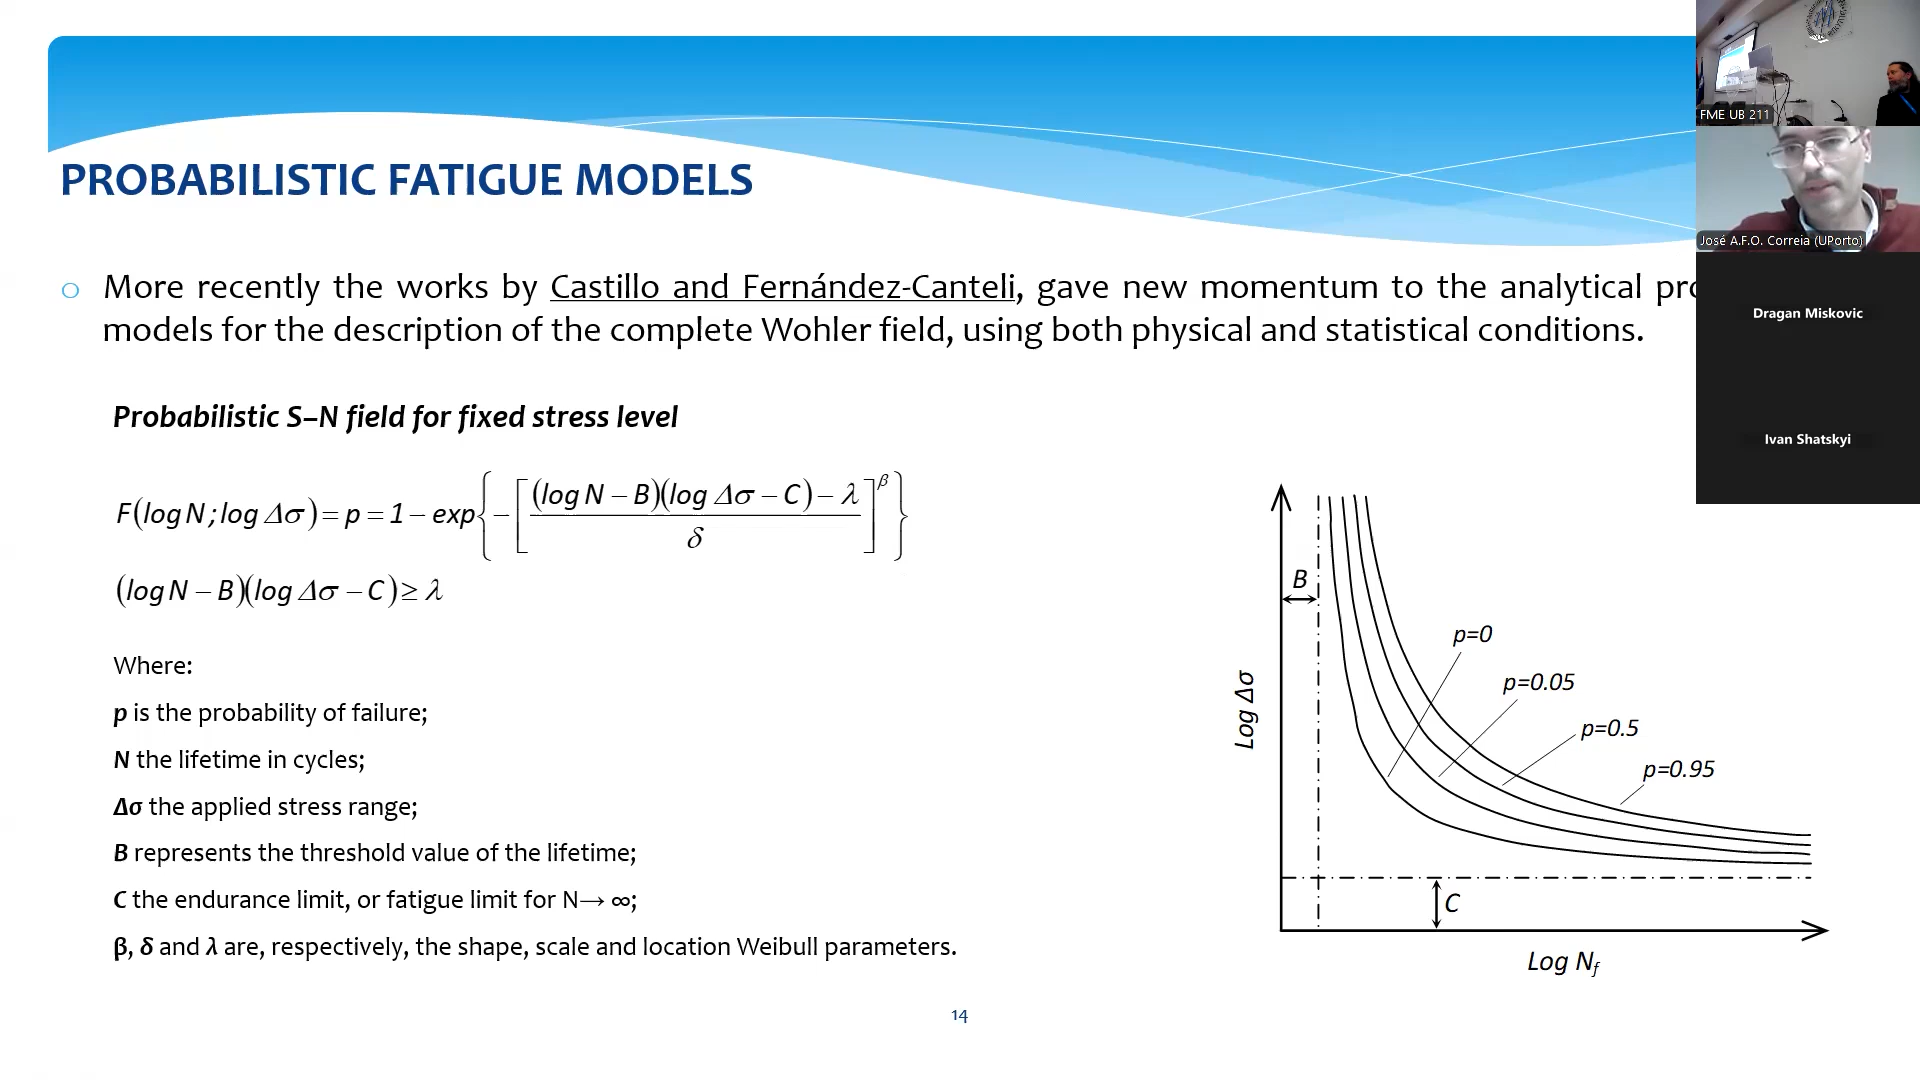 PROBABILISTIC FATIGUE MODELS
o More recently the works by Castillo and Fernández-Canteli, gave new momentum to the analytical pro
models for the description of the complete Wohler field, using both physical and statistical conditions.
Probabilistic S–N field for fixed stress level
F(log N; log Δσ) = p = 1 − exp{−[((log N − B)(log Δσ − C) − λ)/δ]^β}
(log N − B)(log Δσ − C) ≥ λ
Where:
p is the probability of failure;
N the lifetime in cycles;
Δσ the applied stress range;
B represents the threshold value of the lifetime;
C the endurance limit, or fatigue limit for N→ ∞;
β, δ and λ are, respectively, the shape, scale and location Weibull parameters.
B
p=0
p=0.05
p=0.5
p=0.95
C
Log Δσ
Log Nf
14
FME UB 211
José A.F.O. Correia (UPorto)
Dragan Miskovic
Ivan Shatskyi